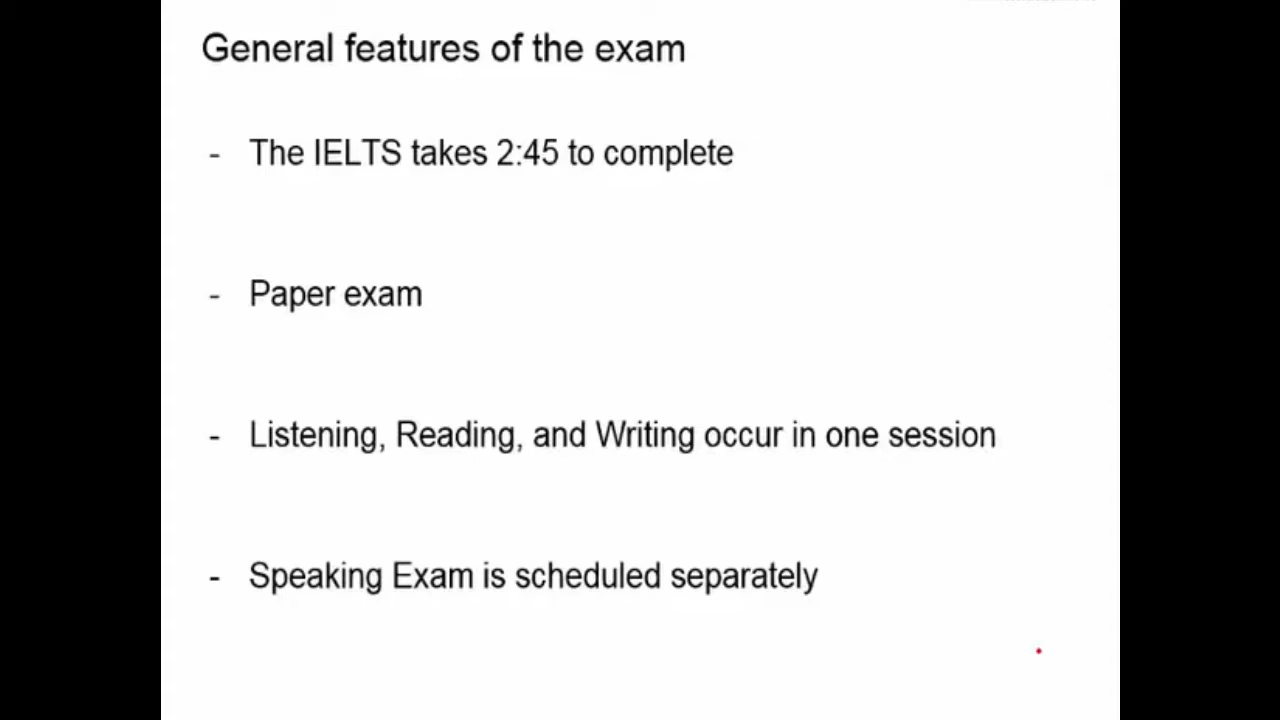 General features of the exam
- The IELTS takes 2:45 to complete
- Paper exam
- Listening, Reading, and Writing occur in one session
- Speaking Exam is scheduled separately